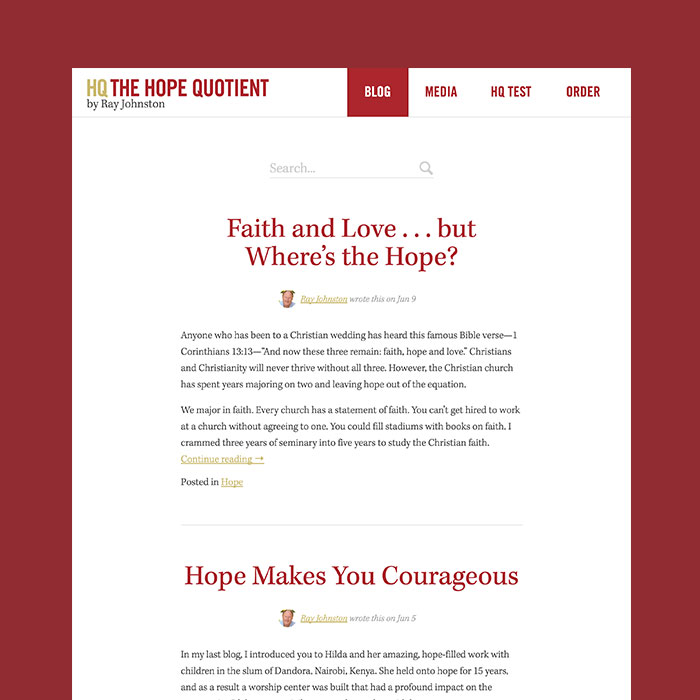 HQ THE HOPE QUOTIENT
by Ray Johnston
BLOG MEDIA HQ TEST ORDER
Search...
Faith and Love . . . but
Where’s the Hope?
Ray Johnston wrote this on Jun 9
Anyone who has been to a Christian wedding has heard this famous Bible verse—1
Corinthians 13:13—“And now these three remain: faith, hope and love.” Christians
and Christianity will never thrive without all three. However, the Christian church
has spent years majoring on two and leaving hope out of the equation.
We major in faith. Every church has a statement of faith. You can’t get hired to work
at a church without agreeing to one. You could fill stadiums with books on faith. I
crammed three years of seminary into five years to study the Christian faith.
Continue reading →
Posted in Hope
Hope Makes You Courageous
Ray Johnston wrote this on Jun 5
In my last blog, I introduced you to Hilda and her amazing, hope-filled work with
children in the slum of Dandora, Nairobi, Kenya. She held onto hope for 15 years,
and as a result a worship center was built that had a profound impact on the